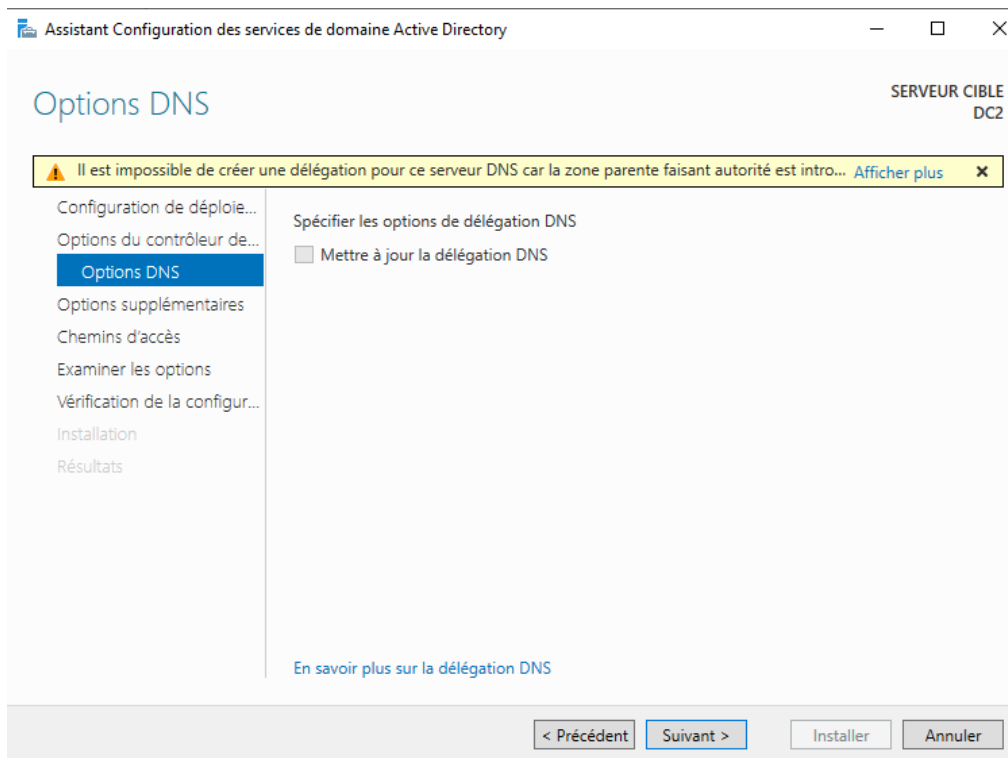 Assistant Configuration des services de domaine Active Directory
Options DNS
SERVEUR CIBLE
DC2
Il est impossible de créer une délégation pour ce serveur DNS car la zone parente faisant autorité est intro... Afficher plus
Configuration de déploie...
Options du contrôleur de...
Options DNS
Options supplémentaires
Chemins d'accès
Examiner les options
Vérification de la configur...
Installation
Résultats
Spécifier les options de délégation DNS
Mettre à jour la délégation DNS
En savoir plus sur la délégation DNS
< Précédent Suivant > Installer Annuler